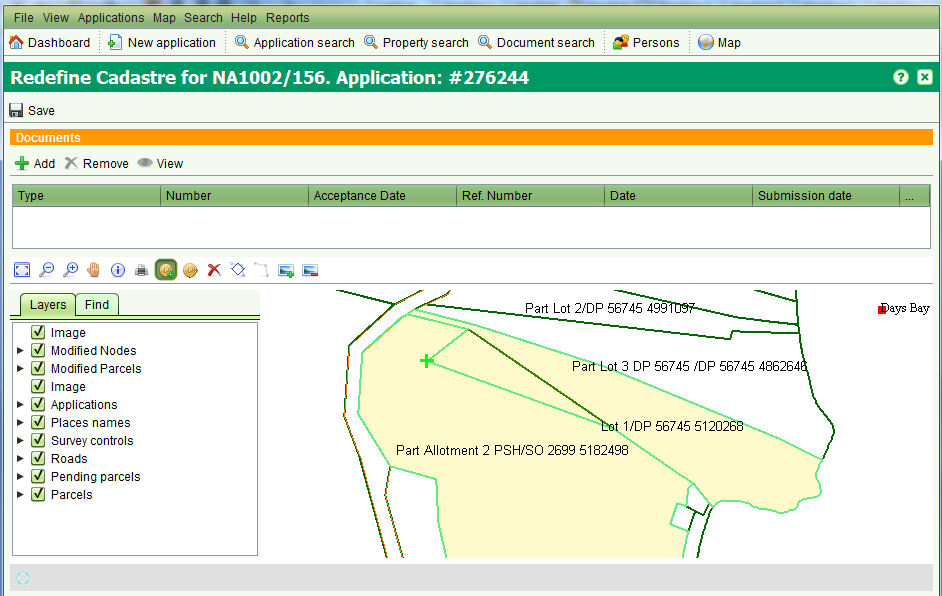 File View Applications Map Search Help Reports
Dashboard New application Application search Property search Document search Persons Map
Redefine Cadastre for NA1002/156. Application: #276244
Save
Documents
Add Remove View
Type Number Acceptance Date Ref. Number Date Submission date ...
Layers Find
Image
Modified Nodes
Modified Parcels
Image
Applications
Places names
Survey controls
Roads
Pending parcels
Parcels
Part Lot 2/DP 56745 4991097
Days Bay
Part Lot 3 DP 56745 /DP 56745 4862646
Lot 1/DP 56745 5120268
Part Allotment 2 PSH/SO 2699 5182498